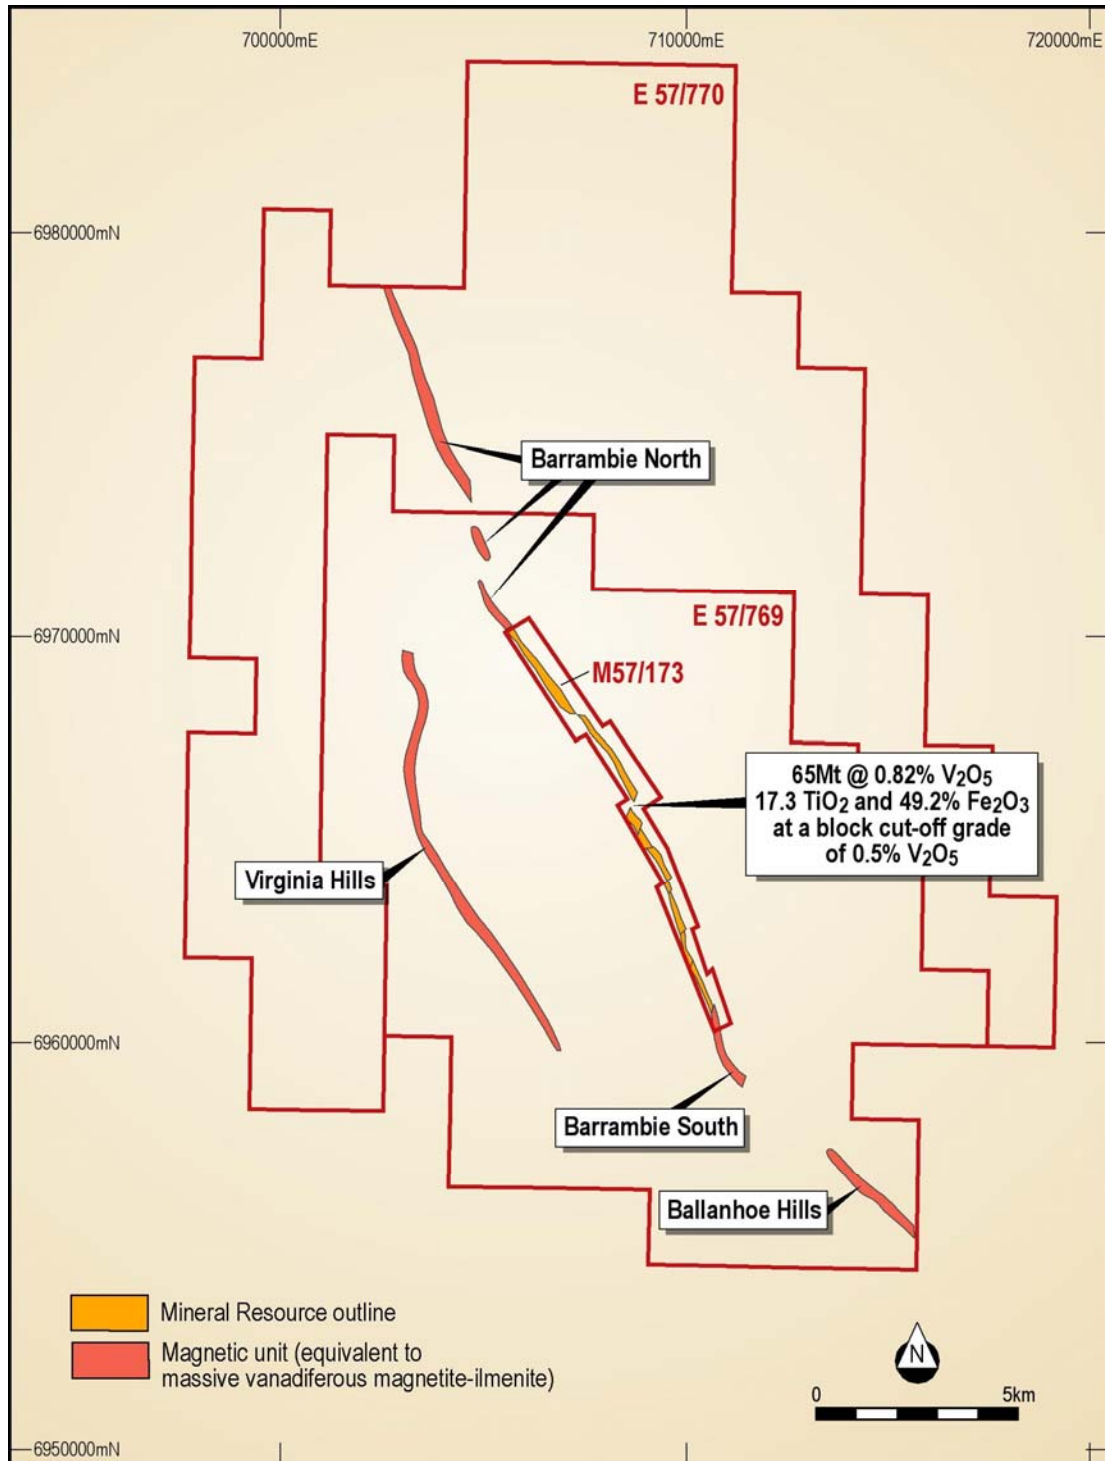 700000mE
710000mE
720000mE
E 57/770
6980000mN
Barrambie North
E 57/769
6970000mN
M57/173
65Mt @ 0.82% V₂O₅
17.3 TiO₂ and 49.2% Fe₂O₃
at a block cut-off grade
of 0.5% V₂O₅
Virginia Hills
6960000mN
Barrambie South
Ballanhoe Hills
Mineral Resource outline
Magnetic unit (equivalent to
massive vanadiferous magnetite-ilmenite)
N
0
5km
6950000mN